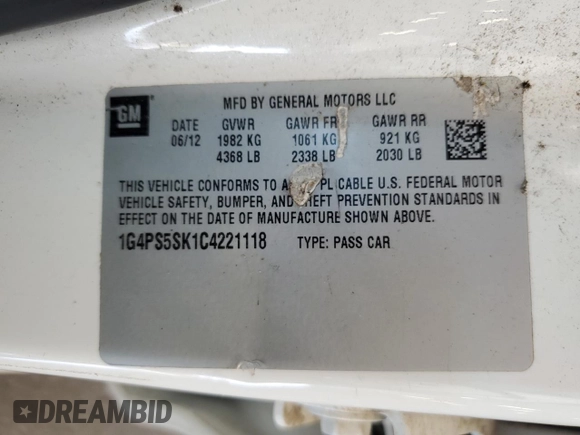 GM
MFD BY GENERAL MOTORS LLC
DATE GVWR GAWR FR GAWR RR
06/12 1982 KG 1061 KG 921 KG
4368 LB 2338 LB 2030 LB
THIS VEHICLE CONFORMS TO A PLICABLE U.S. FEDERAL MOTOR
VEHICLE SAFETY, BUMPER, AND THEFT PREVENTION STANDARDS IN
EFFECT ON THE DATE OF MANUFACTURE SHOWN ABOVE.
1G4PS5SK1C4221118 TYPE: PASS CAR
DREAMBID